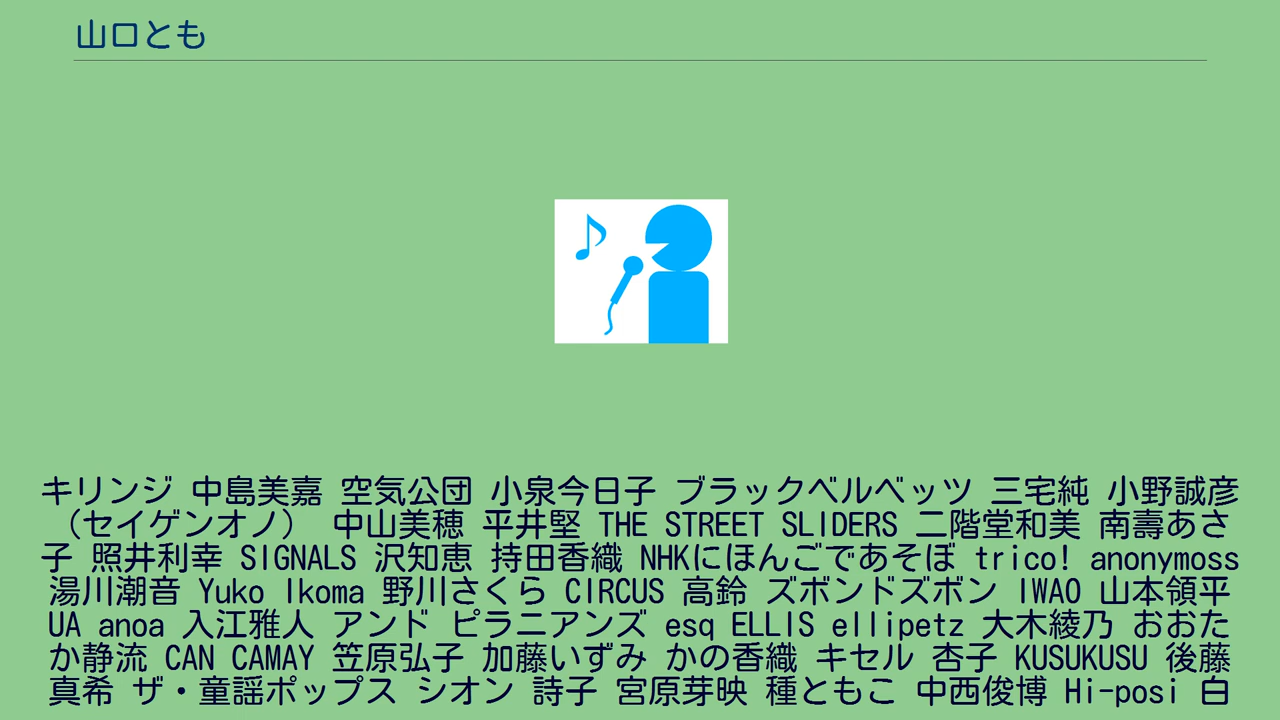 山口とも
キリンジ 中島美嘉 空気公団 小泉今日子 ブラックベルベッツ 三宅純 小野誠彦
（セイゲンオノ） 中山美穂 平井堅 THE STREET SLIDERS 二階堂和美 南壽あさ
子 照井利幸 SIGNALS 沢知恵 持田香織 NHKにほんごであそぼ trico! anonymoss
湯川潮音 Yuko Ikoma 野川さくら CIRCUS 高鈴 ズボンドズボン IWAO 山本領平
UA anoa 入江雅人 アンド ピラニアンズ esq ELLIS ellipetz 大木綾乃 おおた
か静流 CAN CAMAY 笠原弘子 加藤いずみ かの香織 キセル 杏子 KUSUKUSU 後藤
真希 ザ・童謡ポップス シオン 詩子 宮原芽映 種ともこ 中西俊博 Hi-posi 白